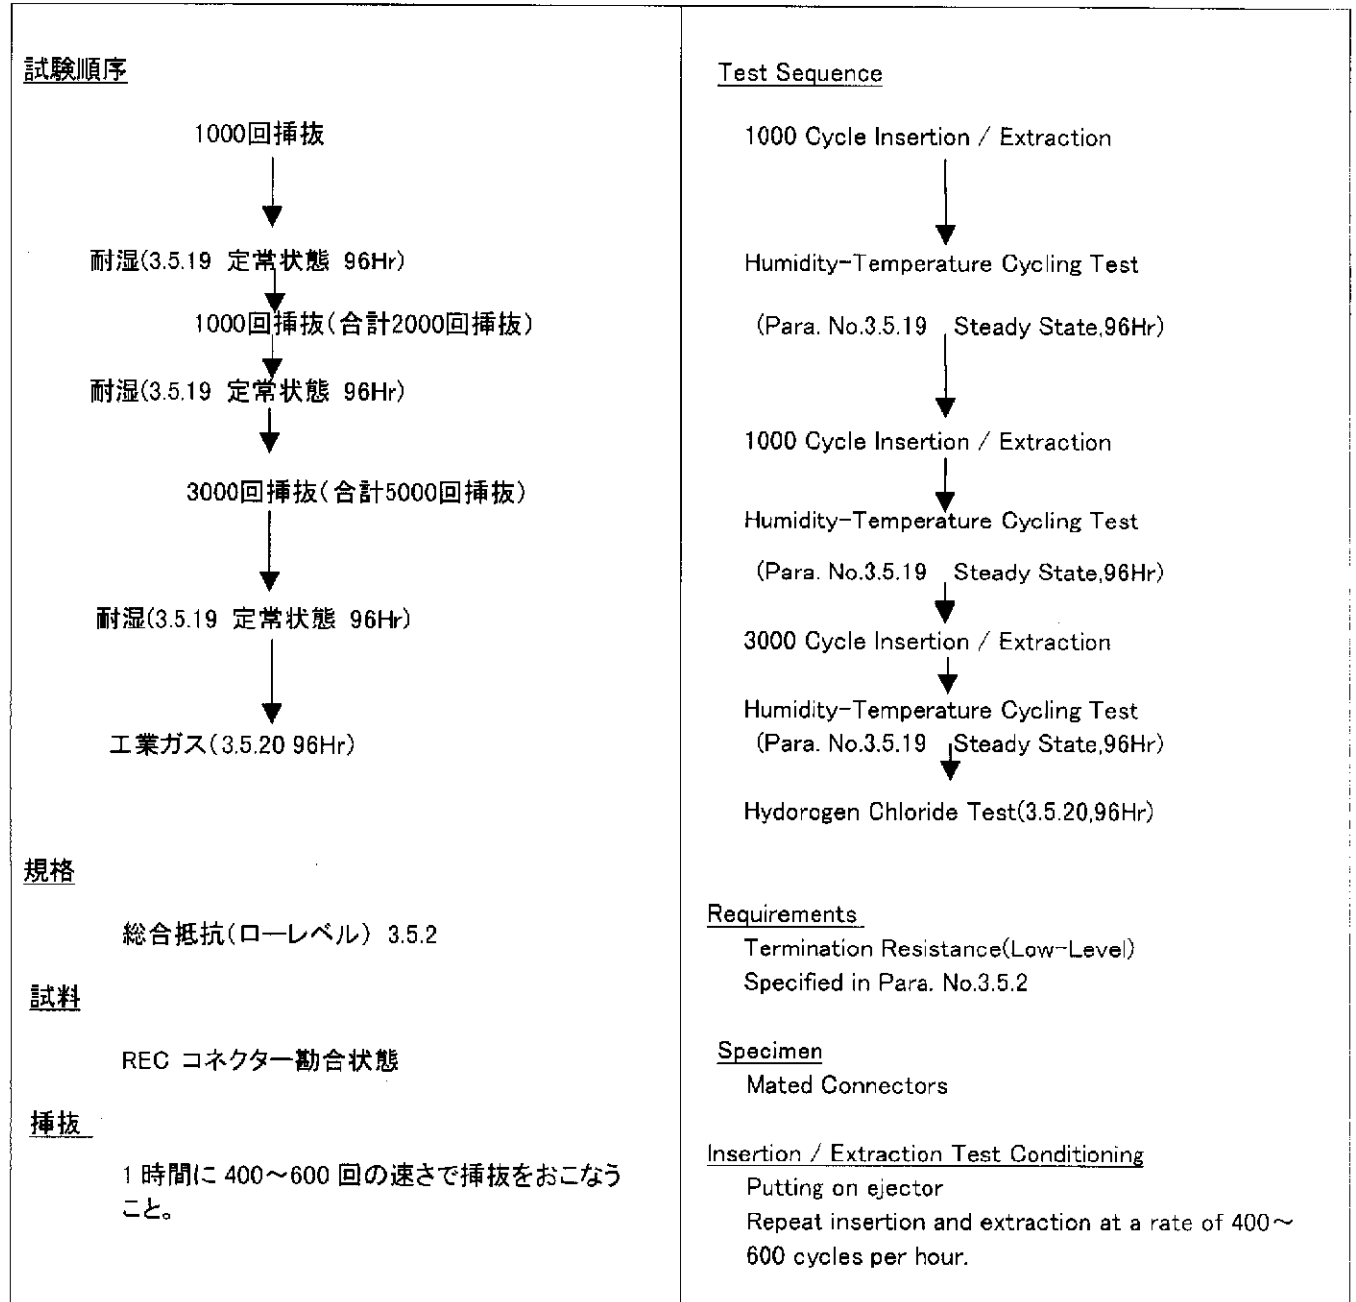 試験順序
1000回挿抜
耐湿(3.5.19 定常状態 96Hr)
1000回挿抜(合計2000回挿抜)
耐湿(3.5.19 定常状態 96Hr)
3000回挿抜(合計5000回挿抜)
耐湿(3.5.19 定常状態 96Hr)
工業ガス(3.5.20 96Hr)
規格
総合抵抗(ローレベル) 3.5.2
試料
REC コネクター勘合状態
挿抜
1 時間に 400～600 回の速さで挿抜をおこなう
こと。
Test Sequence
1000 Cycle Insertion / Extraction
Humidity-Temperature Cycling Test
(Para. No.3.5.19 Steady State,96Hr)
1000 Cycle Insertion / Extraction
Humidity-Temperature Cycling Test
(Para. No.3.5.19 Steady State,96Hr)
3000 Cycle Insertion / Extraction
Humidity-Temperature Cycling Test
(Para. No.3.5.19 Steady State,96Hr)
Hydorogen Chloride Test(3.5.20,96Hr)
Requirements
Termination Resistance(Low-Level)
Specified in Para. No.3.5.2
Specimen
Mated Connectors
Insertion / Extraction Test Conditioning
Putting on ejector
Repeat insertion and extraction at a rate of 400～
600 cycles per hour.